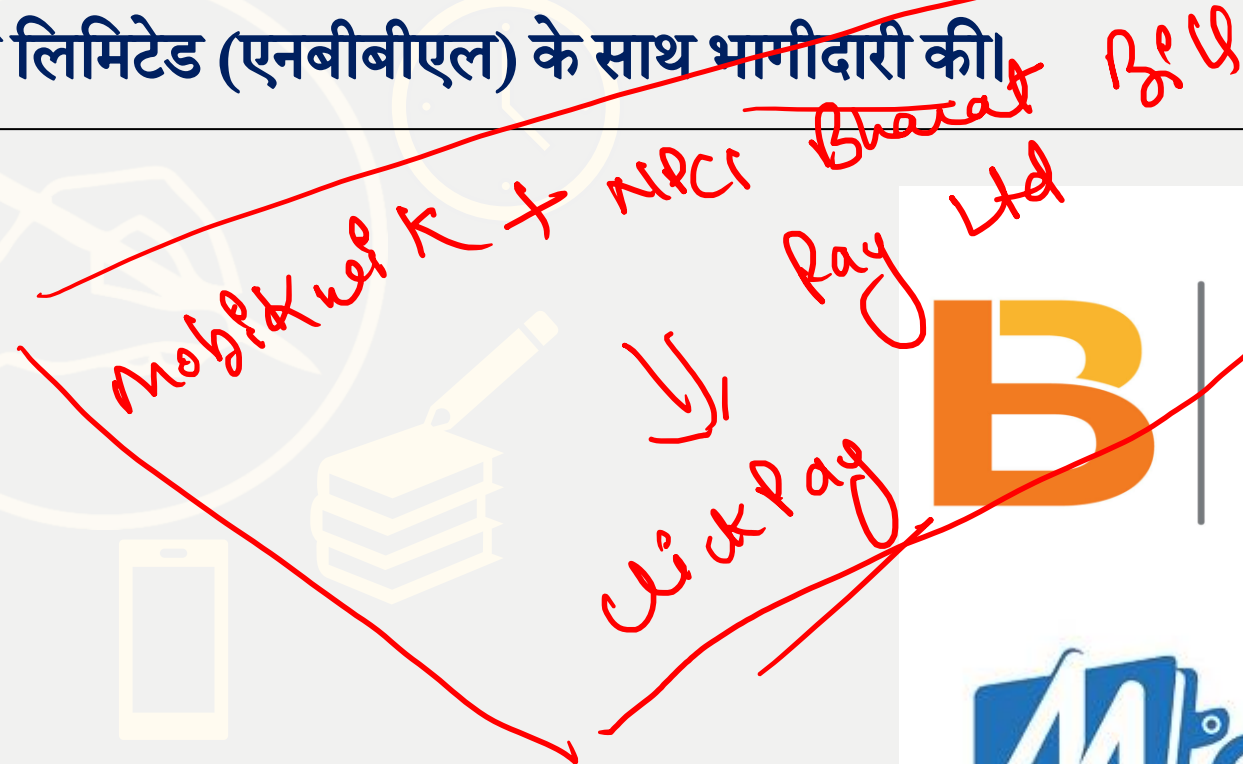 लिमिटेड (एनबीबीएल) के साथ भागीदारी की।
MobiKwik + NPCI Bharat Bill
Pay Ltd
ClickPay